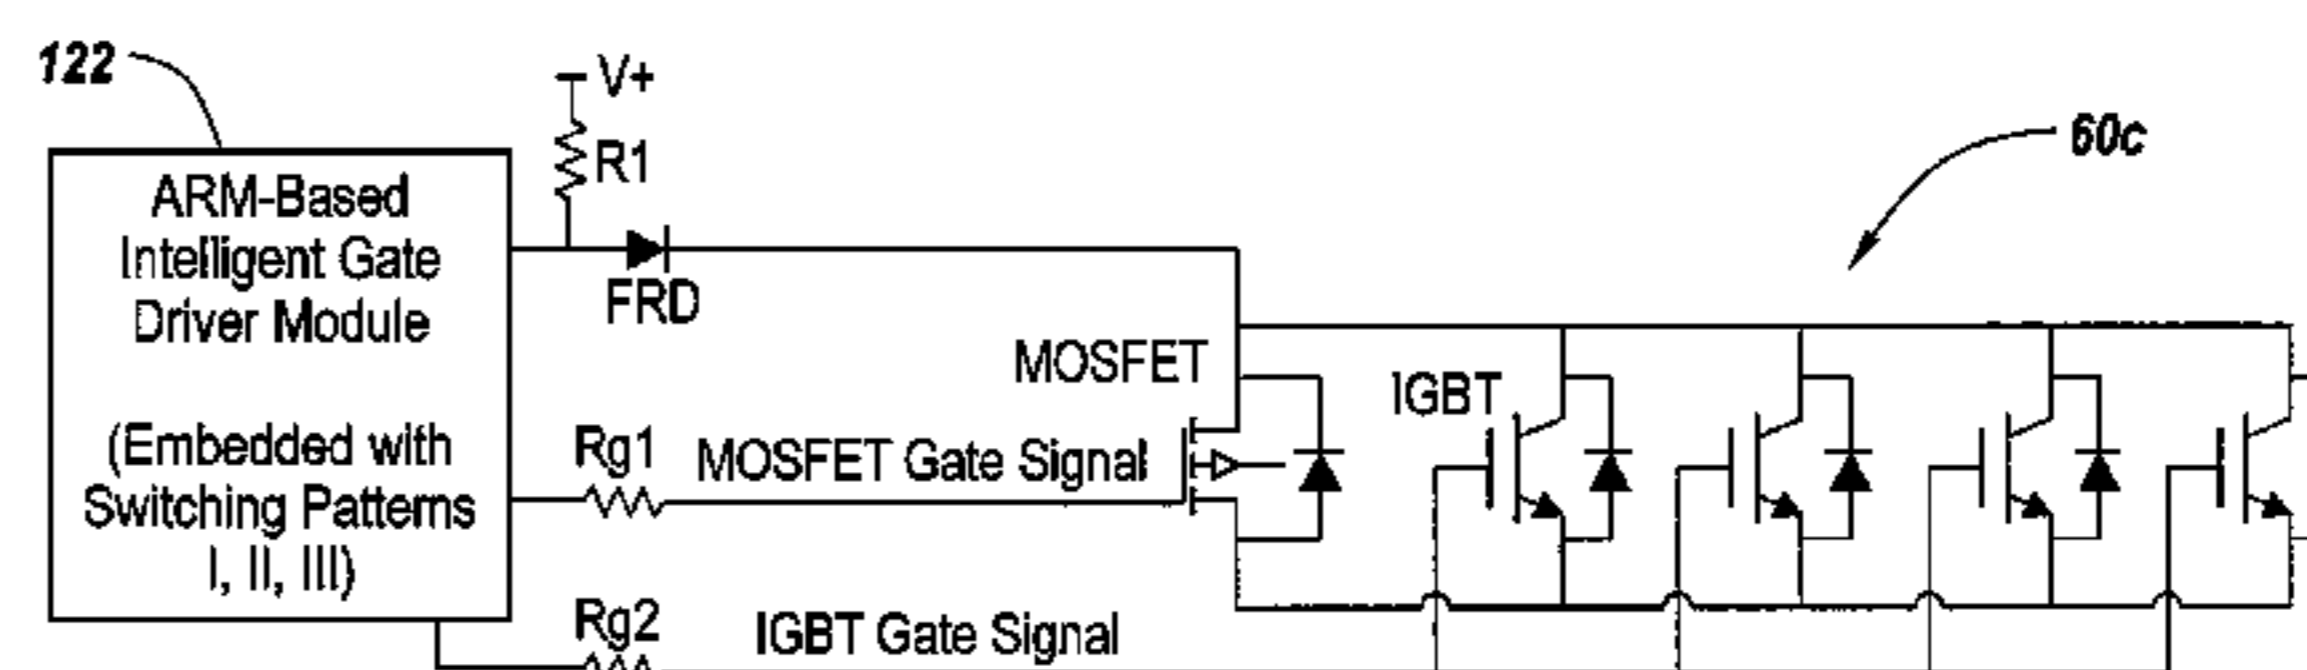 122
V+
R1
60c
ARM-Based
Intelligent Gate
Driver Module
FRD
MOSFET
IGBT
(Embedded with
Switching Patterns
I, II, III)
Rg1
MOSFET Gate Signal
Rg2
IGBT Gate Signal